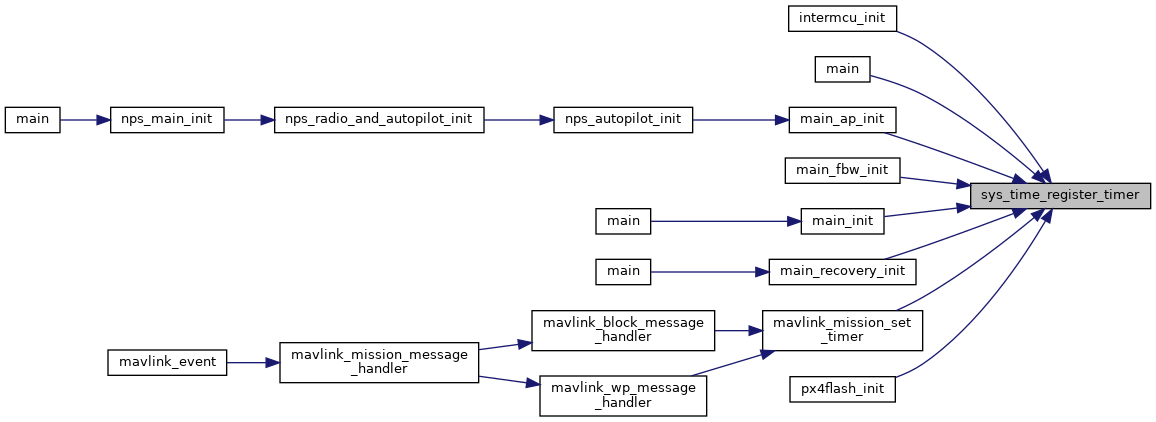 intermcu_init
main
main
nps_main_init
nps_radio_and_autopilot_init
nps_autopilot_init
main_ap_init
main_fbw_init
sys_time_register_timer
main
main_init
main
main_recovery_init
mavlink_block_message
_handler
mavlink_mission_set
_timer
mavlink_event
mavlink_mission_message
_handler
mavlink_wp_message
_handler
px4flash_init